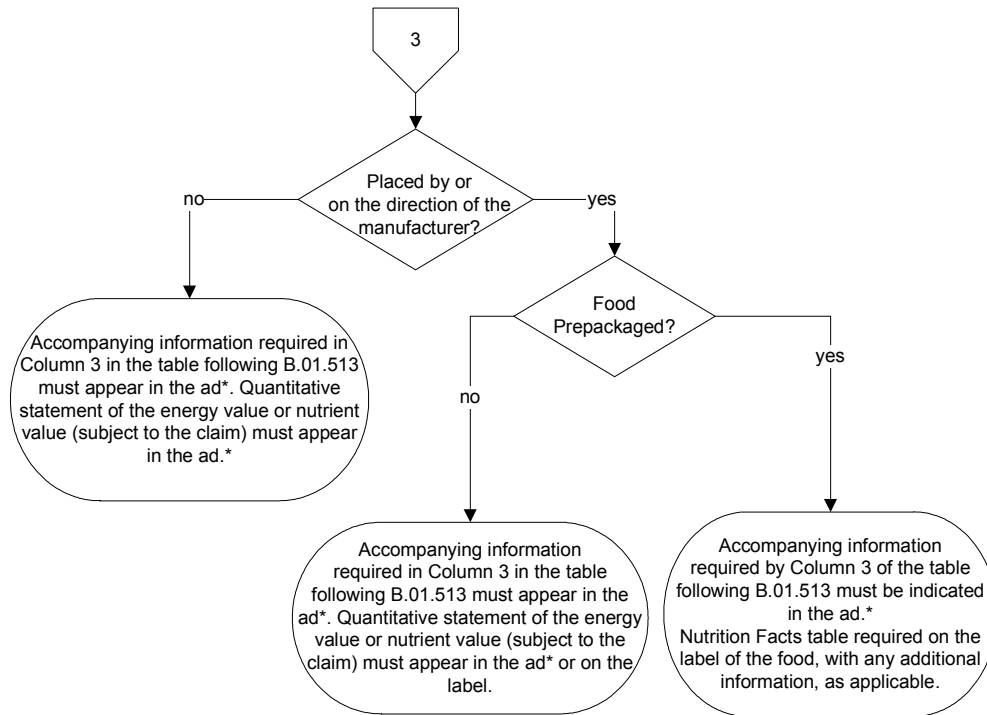 3
Placed by or
on the direction of the
manufacturer?
no
yes
Food
Prepackaged?
Accompanying information required in
Column 3 in the table following B.01.513
must appear in the ad*. Quantitative
statement of the energy value or nutrient
value (subject to the claim) must appear
in the ad.*
no
yes
Accompanying information
required in Column 3 in the table
following B.01.513 must appear in the
ad*. Quantitative statement of the energy
value or nutrient value (subject to the
claim) must appear in the ad* or on the
label.
Accompanying information
required by Column 3 of the table
following B.01.513 must be indicated
in the ad.*
Nutrition Facts table required on the
label of the food, with any additional
information, as applicable.